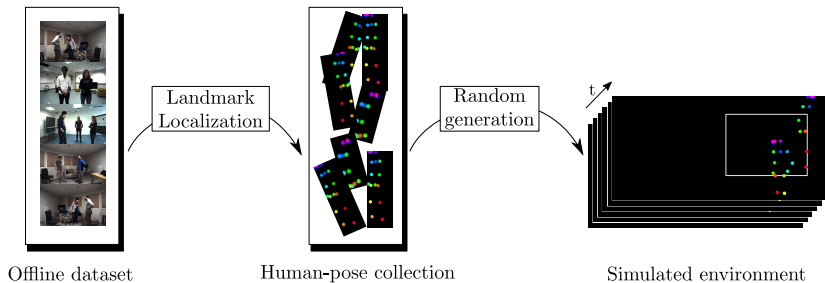 Landmark
Localization
Random
generation
t
Offline dataset
Human-pose collection
Simulated environment